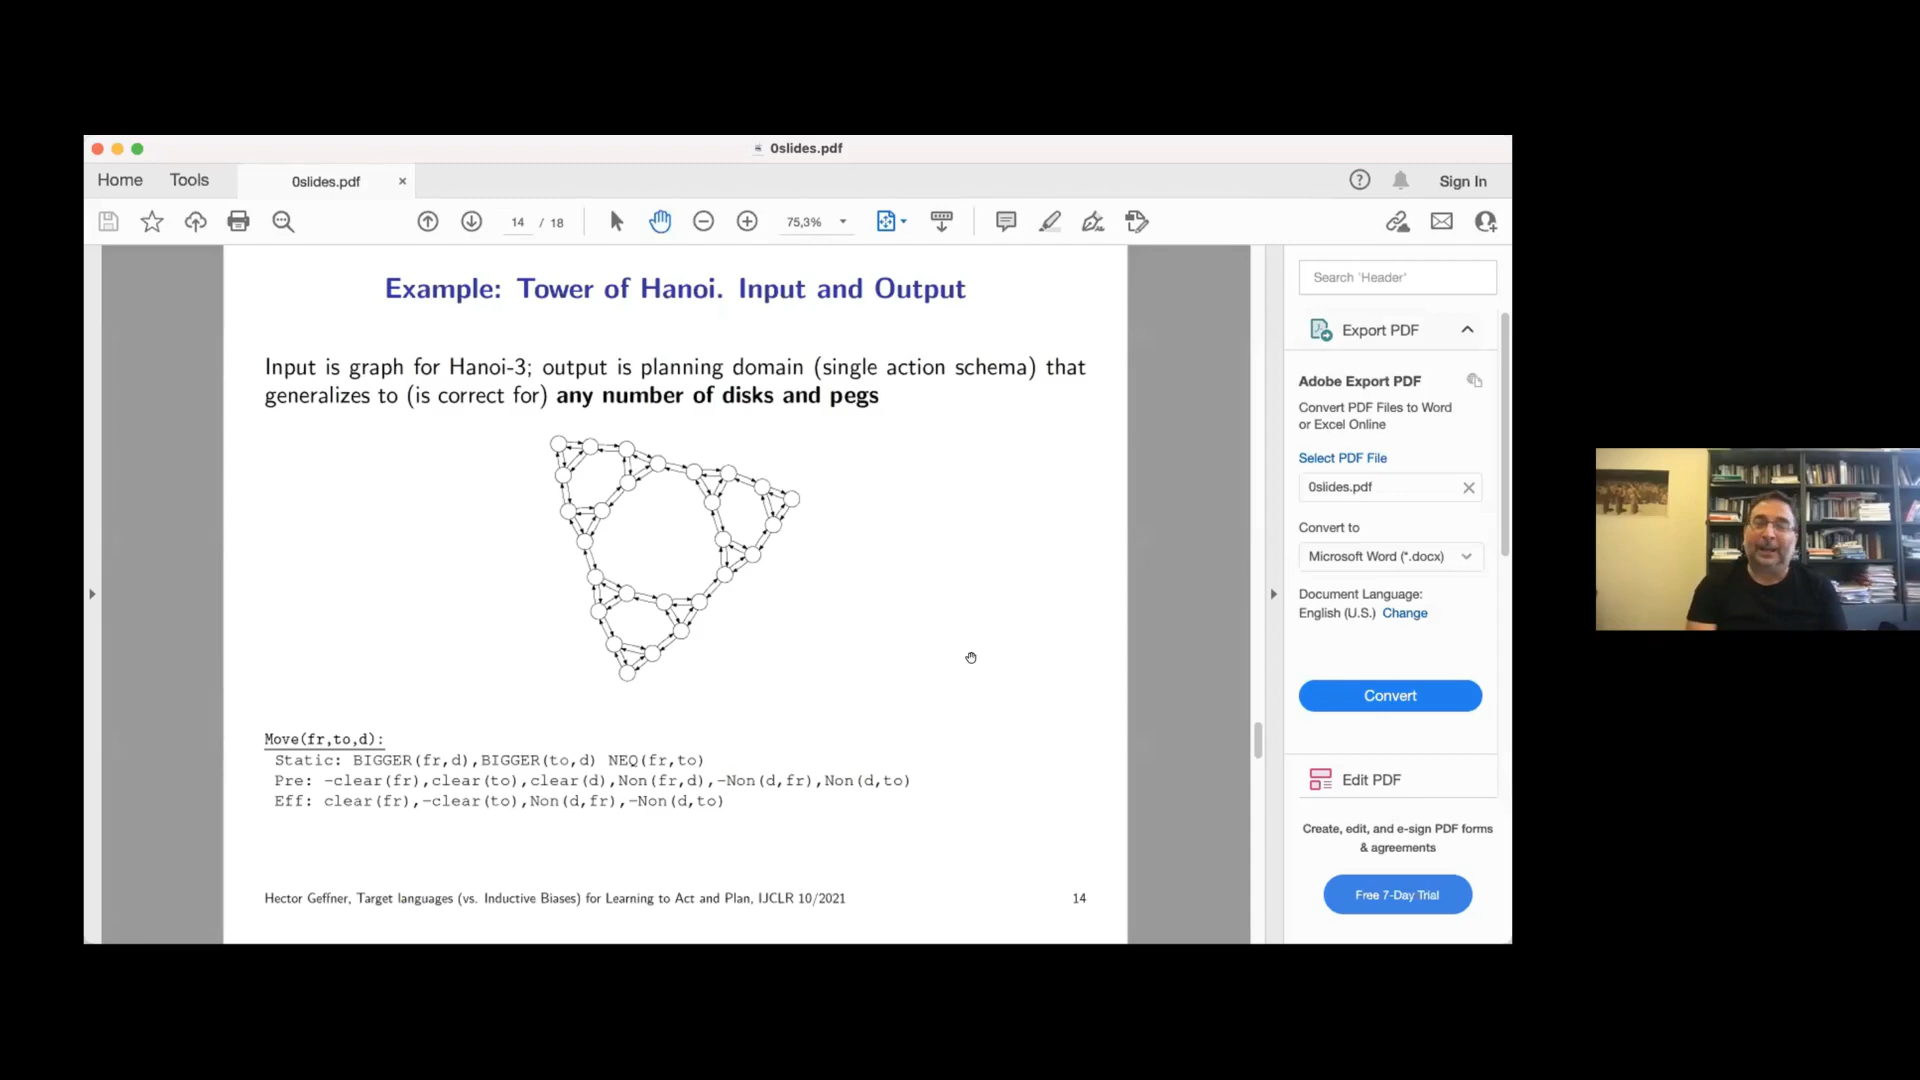 0slides.pdf
Home
Tools
0slides.pdf
Sign In
14 / 18
75,3%
Example: Tower of Hanoi. Input and Output
Input is graph for Hanoi-3; output is planning domain (single action schema) that
generalizes to (is correct for) any number of disks and pegs
Move(fr,to,d):
Static: BIGGER(fr,d),BIGGER(to,d) NEQ(fr,to)
Pre: -clear(fr),clear(to),clear(d),Non(fr,d),-Non(d,fr),Non(d,to)
Eff: clear(fr),-clear(to),Non(d,fr),-Non(d,to)
Hector Geffner, Target languages (vs. Inductive Biases) for Learning to Act and Plan, IJCLR 10/2021
14
Search 'Header'
Export PDF
Adobe Export PDF
Convert PDF Files to Word
or Excel Online
Select PDF File
0slides.pdf
Convert to
Microsoft Word (*.docx)
Document Language:
English (U.S.) Change
Convert
Edit PDF
Create, edit, and e-sign PDF forms
& agreements
Free 7-Day Trial